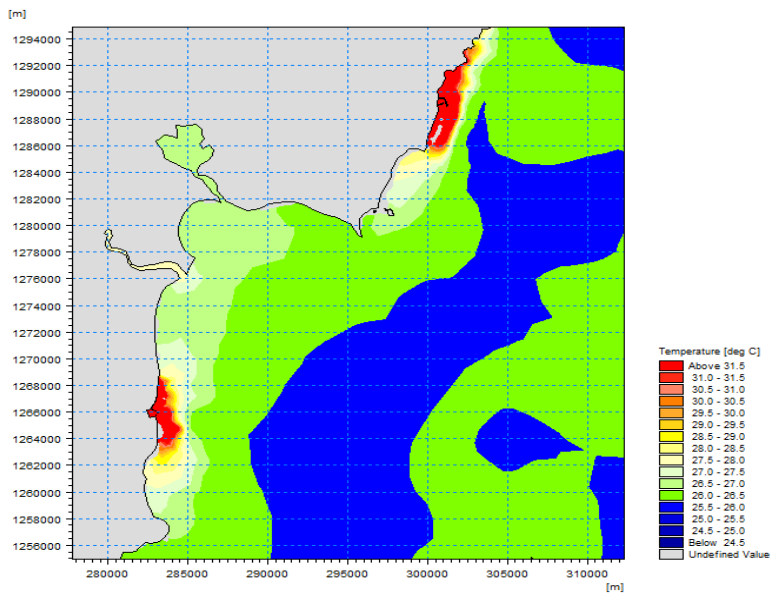 [m]
1294000
1292000
1290000
1288000
1286000
1284000
1282000
1280000
1278000
1276000
1274000
1272000
1270000
1268000
1266000
1264000
1262000
1260000
1258000
1256000
280000 285000 290000 295000 300000 305000 310000
[m]
Temperature [deg C]
Above 31.5
31.0 - 31.5
30.5 - 31.0
30.0 - 30.5
29.5 - 30.0
29.0 - 29.5
28.5 - 29.0
28.0 - 28.5
27.5 - 28.0
27.0 - 27.5
26.5 - 27.0
26.0 - 26.5
25.5 - 26.0
25.0 - 25.5
24.5 - 25.0
Below 24.5
Undefined Value